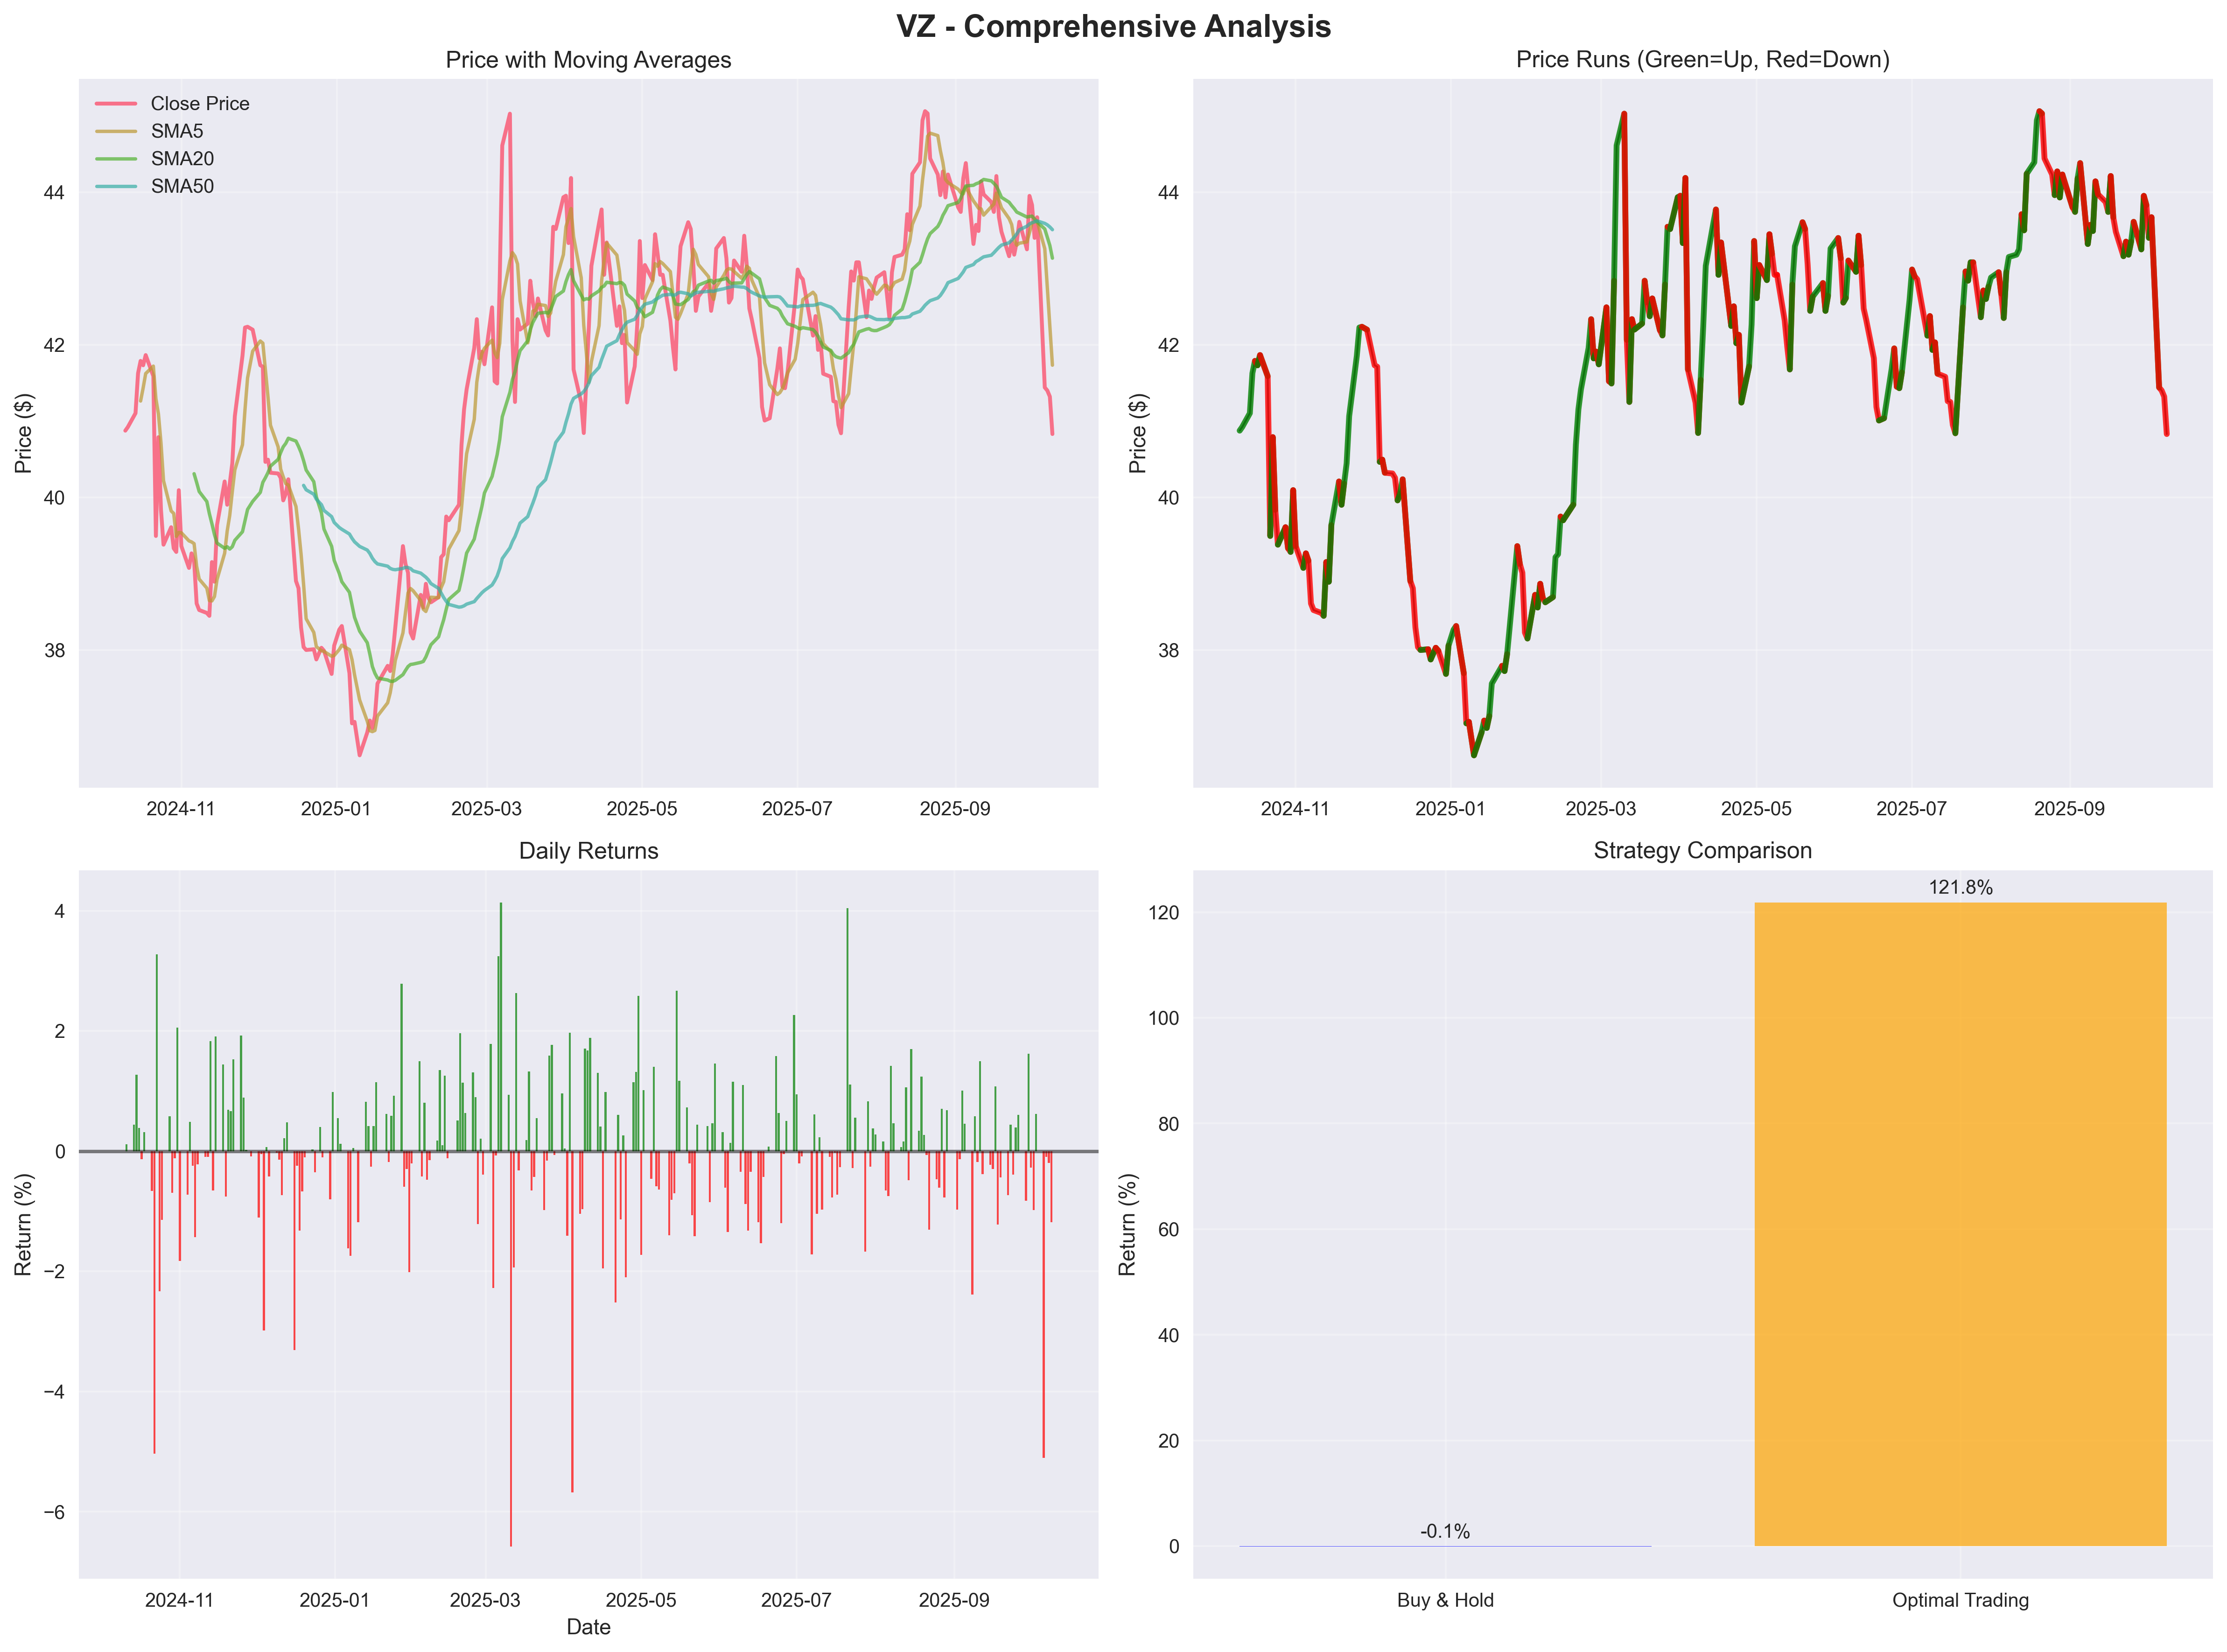 VZ - Comprehensive Analysis
Price with Moving Averages
Close Price
SMA5
SMA20
SMA50
Price ($)
44
42
40
38
2024-11 2025-01 2025-03 2025-05 2025-07 2025-09
Price Runs (Green=Up, Red=Down)
Price ($)
44
42
40
38
2024-11 2025-01 2025-03 2025-05 2025-07 2025-09
Daily Returns
Return (%)
4
2
0
−2
−4
−6
2024-11 2025-01 2025-03 2025-05 2025-07 2025-09
Date
Strategy Comparison
Return (%)
120
100
80
60
40
20
0
121.8%
-0.1%
Buy & Hold Optimal Trading